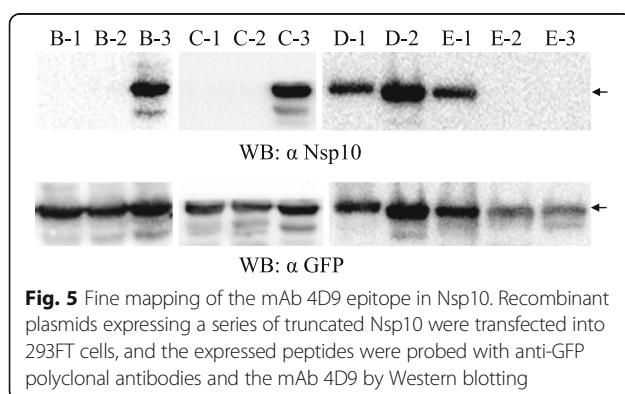 B-1 B-2 B-3 C-1 C-2 C-3 D-1 D-2 E-1 E-2 E-3
WB: α Nsp10
WB: α GFP
Fig. 5 Fine mapping of the mAb 4D9 epitope in Nsp10. Recombinant
plasmids expressing a series of truncated Nsp10 were transfected into
293FT cells, and the expressed peptides were probed with anti-GFP
polyclonal antibodies and the mAb 4D9 by Western blotting